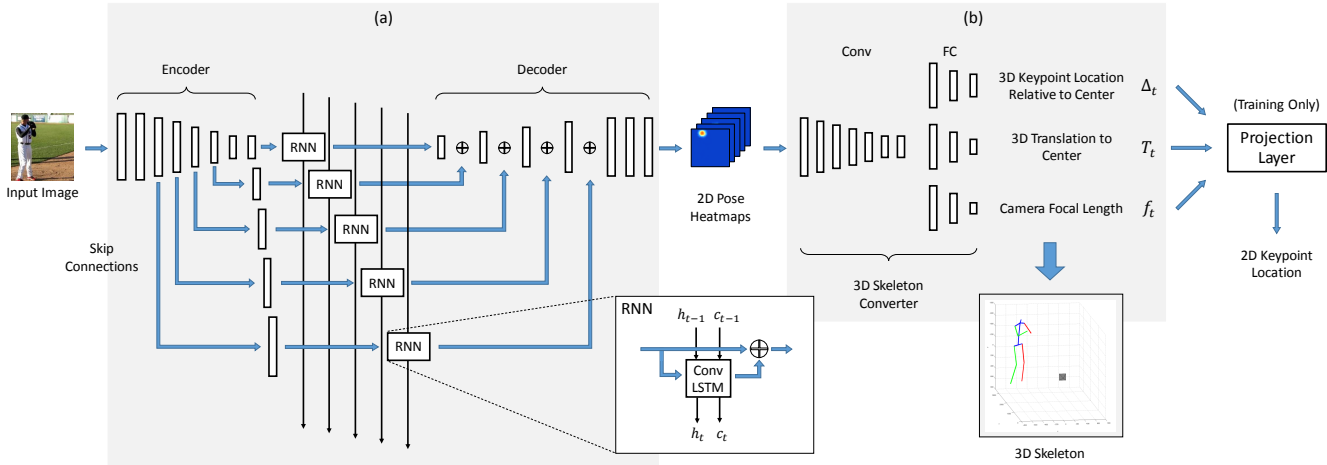 (a)
(b)
Encoder
Decoder
Conv
FC
Input Image
Skip
Connections
RNN
RNN
RNN
RNN
RNN
2D Pose
Heatmaps
3D Keypoint Location
Relative to Center
Δt
3D Translation to
Center
Tt
Camera Focal Length
ft
(Training Only)
Projection
Layer
2D Keypoint
Location
3D Skeleton
Converter
RNN
ht−1
ct−1
Conv
LSTM
ht
ct
3D Skeleton